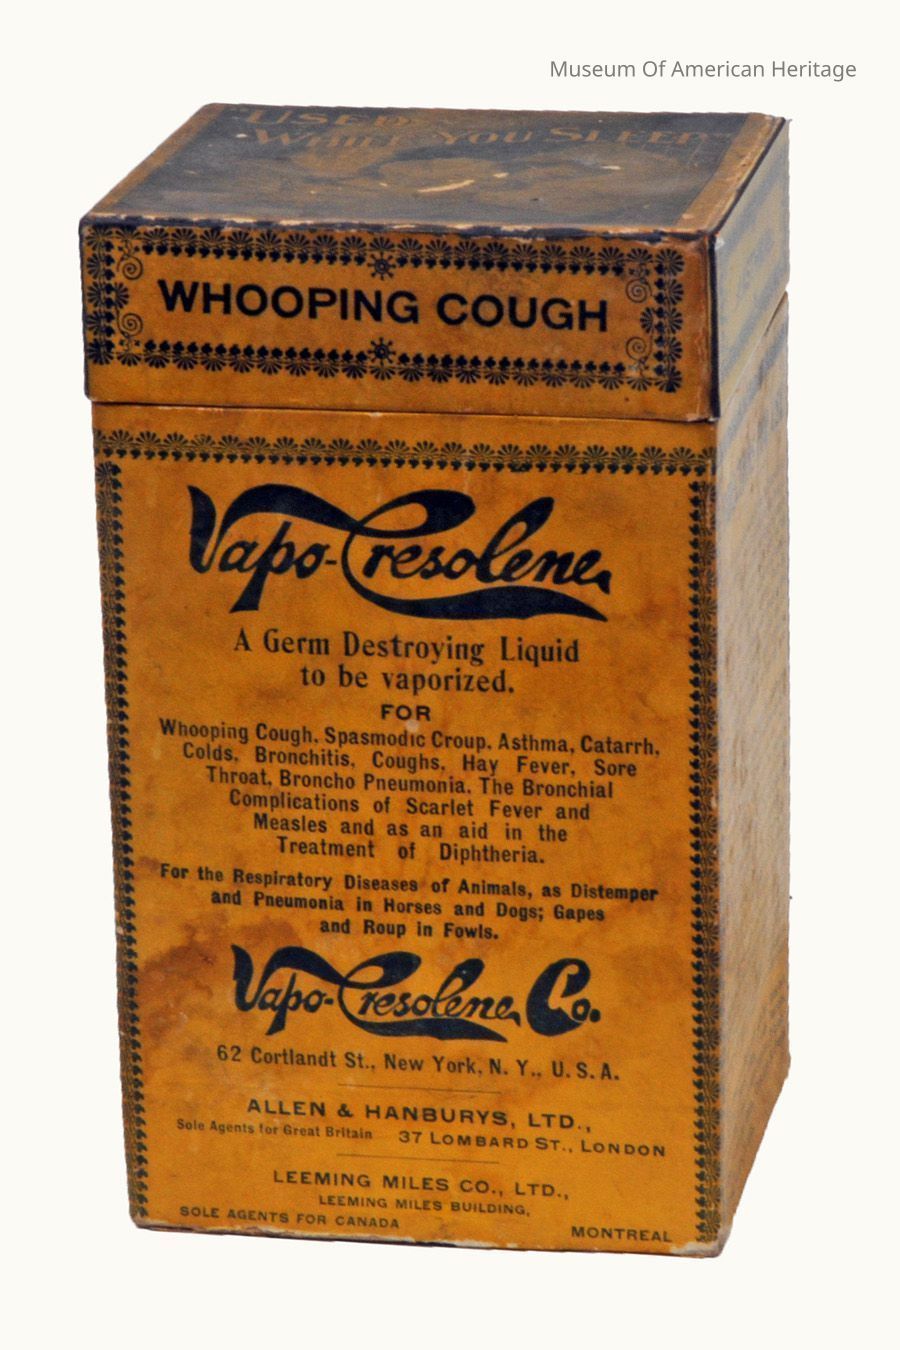 Museum Of American Heritage
"USED
WHILE YOU SLEEP"
WHOOPING COUGH
Vapo-Cresolene
A Germ Destroying Liquid
to be vaporized.
FOR
Whooping Cough, Spasmodic Croup, Asthma, Catarrh,
Colds, Bronchitis, Coughs, Hay Fever, Sore
Throat, Broncho Pneumonia. The Bronchial
Complications of Scarlet Fever and
Measles and as an aid in the
Treatment of Diphtheria.
For the Respiratory Diseases of Animals, as Distemper
and Pneumonia in Horses and Dogs; Gapes
and Roup in Fowls.
Vapo-Cresolene Co.
62 Cortlandt St., New York, N. Y., U. S. A.
ALLEN & HANBURYS, LTD.,
Sole Agents for Great Britain 37 LOMBARD ST., LONDON
LEEMING MILES CO., LTD.,
LEEMING MILES BUILDING,
SOLE AGENTS FOR CANADA MONTREAL